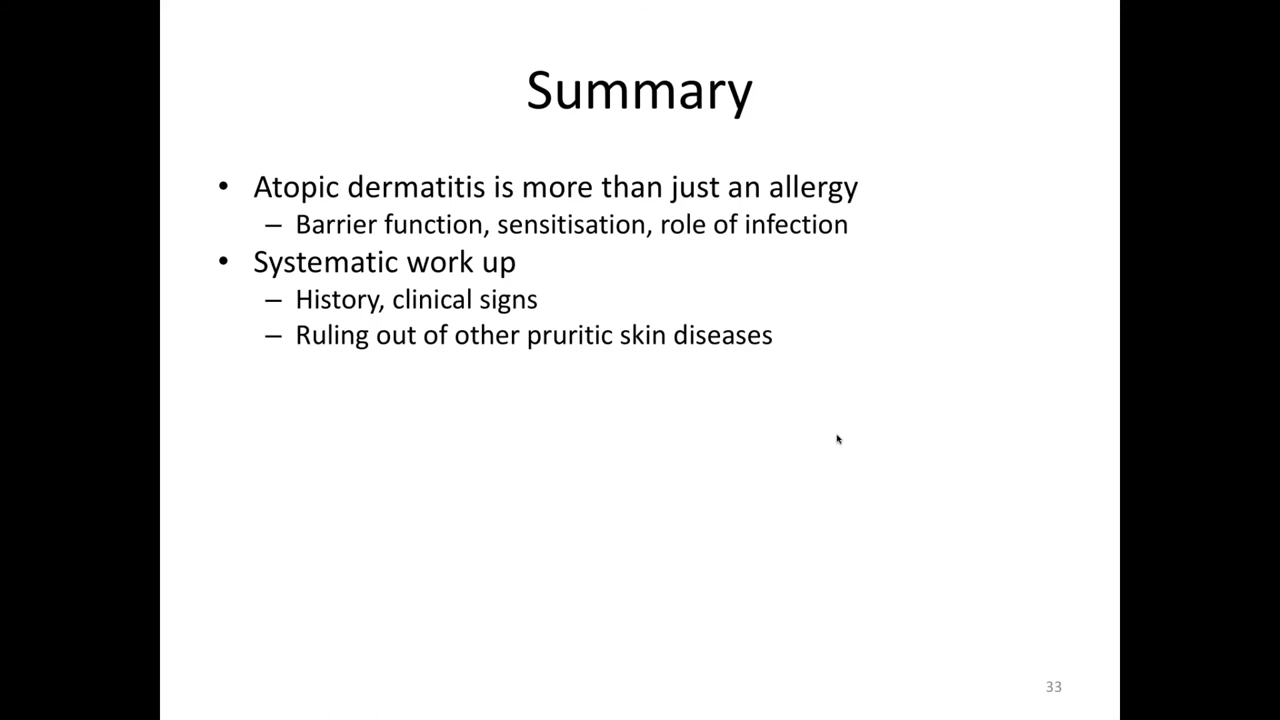 Summary
• Atopic dermatitis is more than just an allergy
– Barrier function, sensitisation, role of infection
• Systematic work up
– History, clinical signs
– Ruling out of other pruritic skin diseases
33